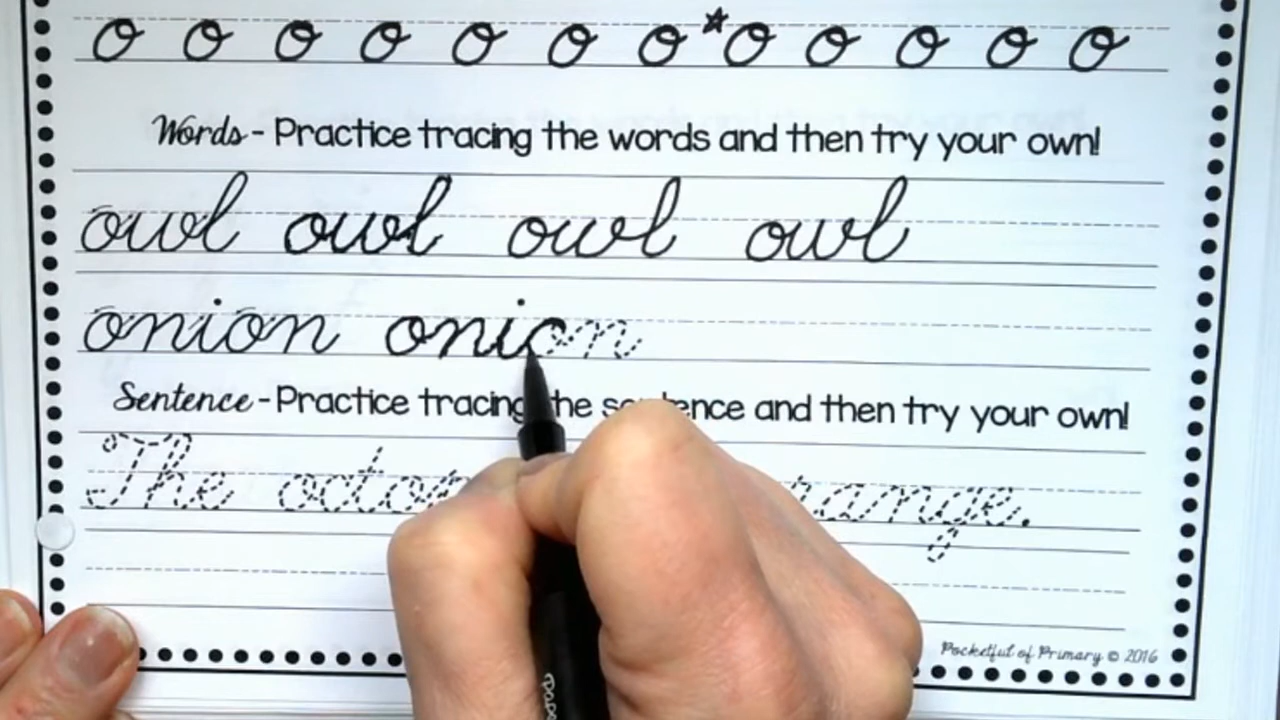 o o o o o o o *o o o o o
Words - Practice tracing the words and then try your own!
owl owl owl owl
onion onion
Sentence - Practice tracing the sentence and then try your own!
The
Pocketful of Primary © 2016